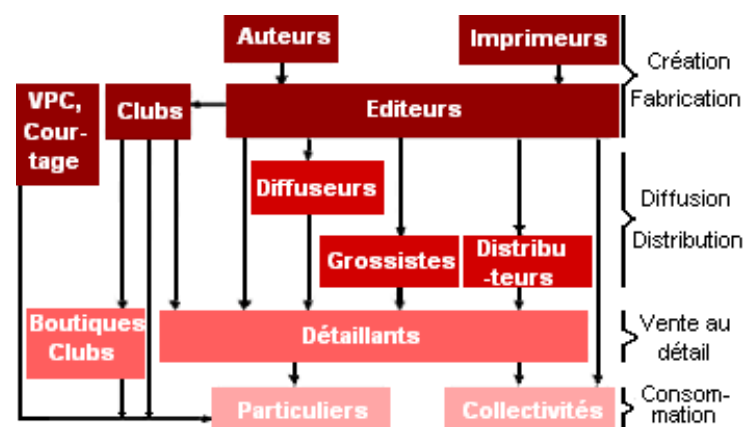 Auteurs
Imprimeurs
Création
Fabrication
VPC,
Cour-
tage
Clubs
Editeurs
Diffuseurs
Diffusion
Distribution
Grossistes
Distribu
-teurs
Boutiques
Clubs
Détaillants
Vente au
détail
Particuliers
Collectivités
Consom-
mation